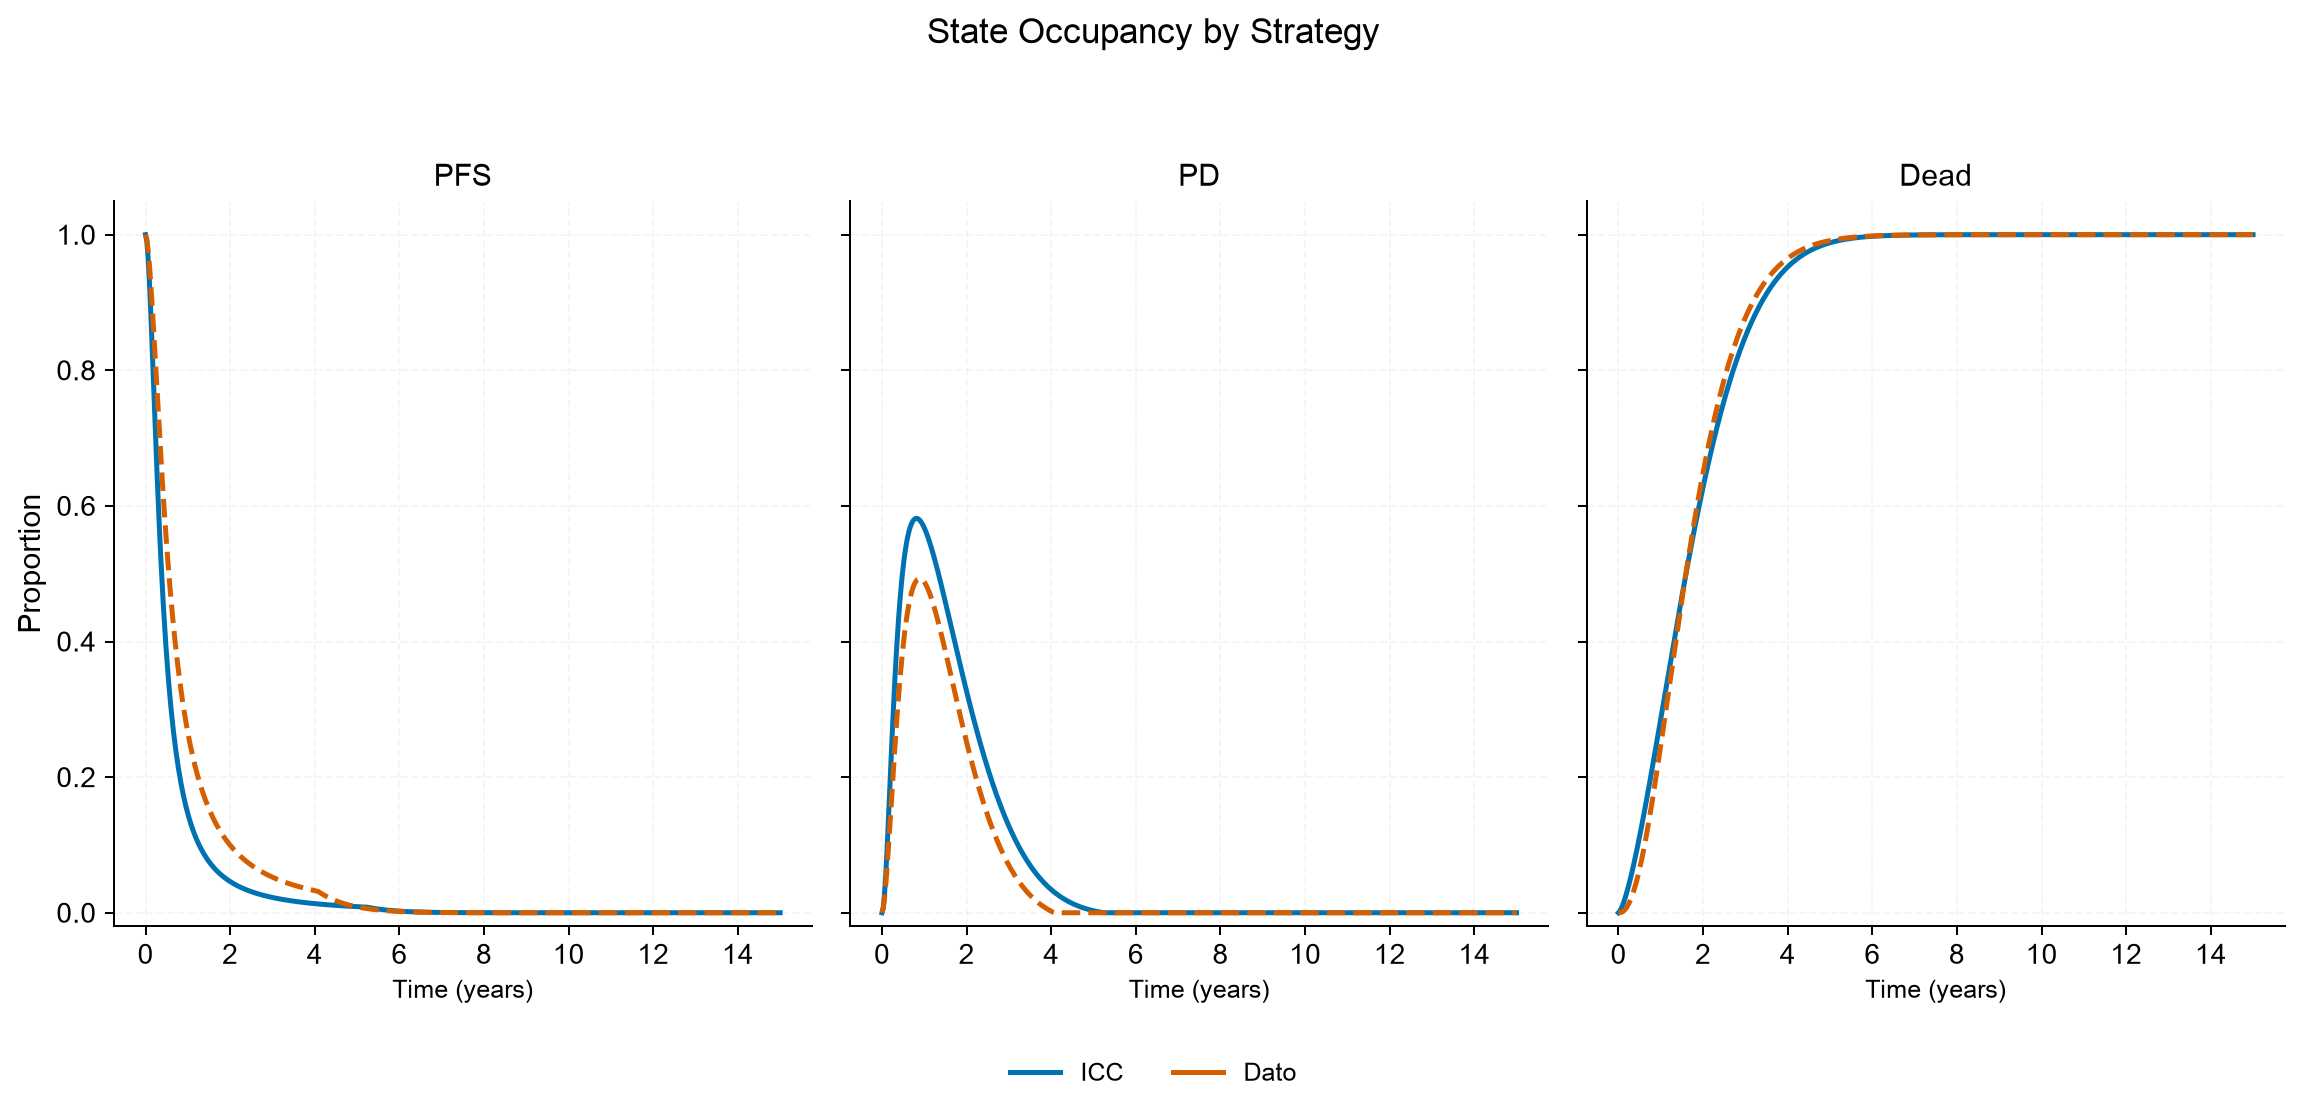 State Occupancy by Strategy
PFS
PD
Dead
Proportion
1.0
0.8
0.6
0.4
0.2
0.0
0 2 4 6 8 10 12 14
0 2 4 6 8 10 12 14
0 2 4 6 8 10 12 14
Time (years)
Time (years)
Time (years)
ICC
Dato